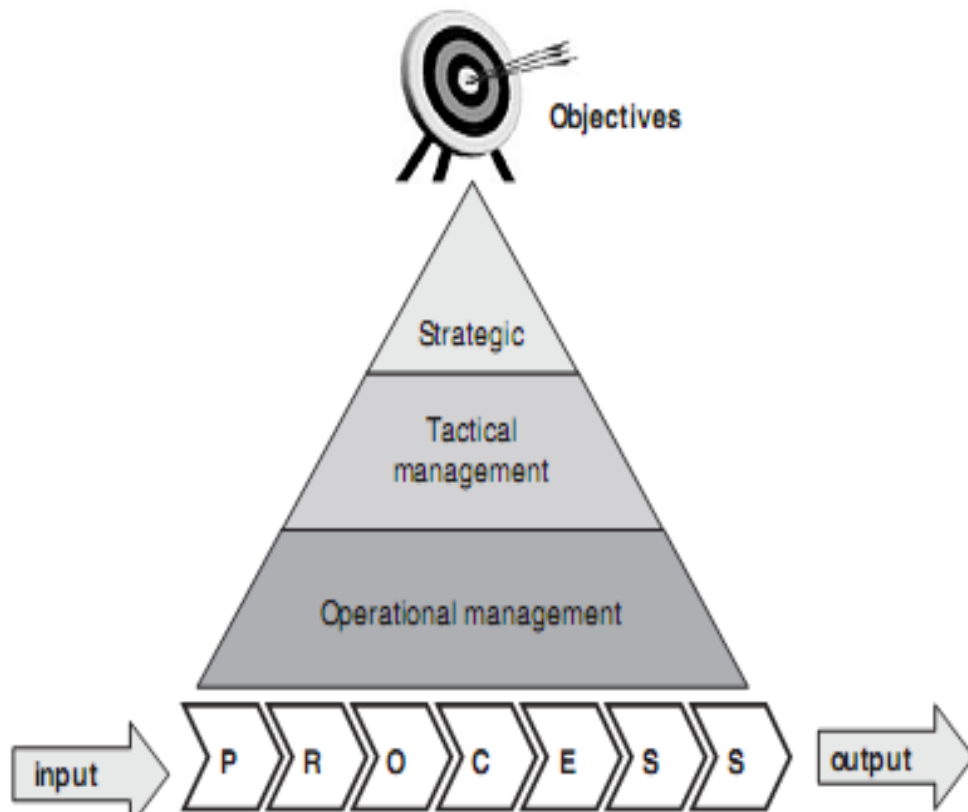 Objectives
Strategic
Tactical
management
Operational management
input
P R O C E S S
output